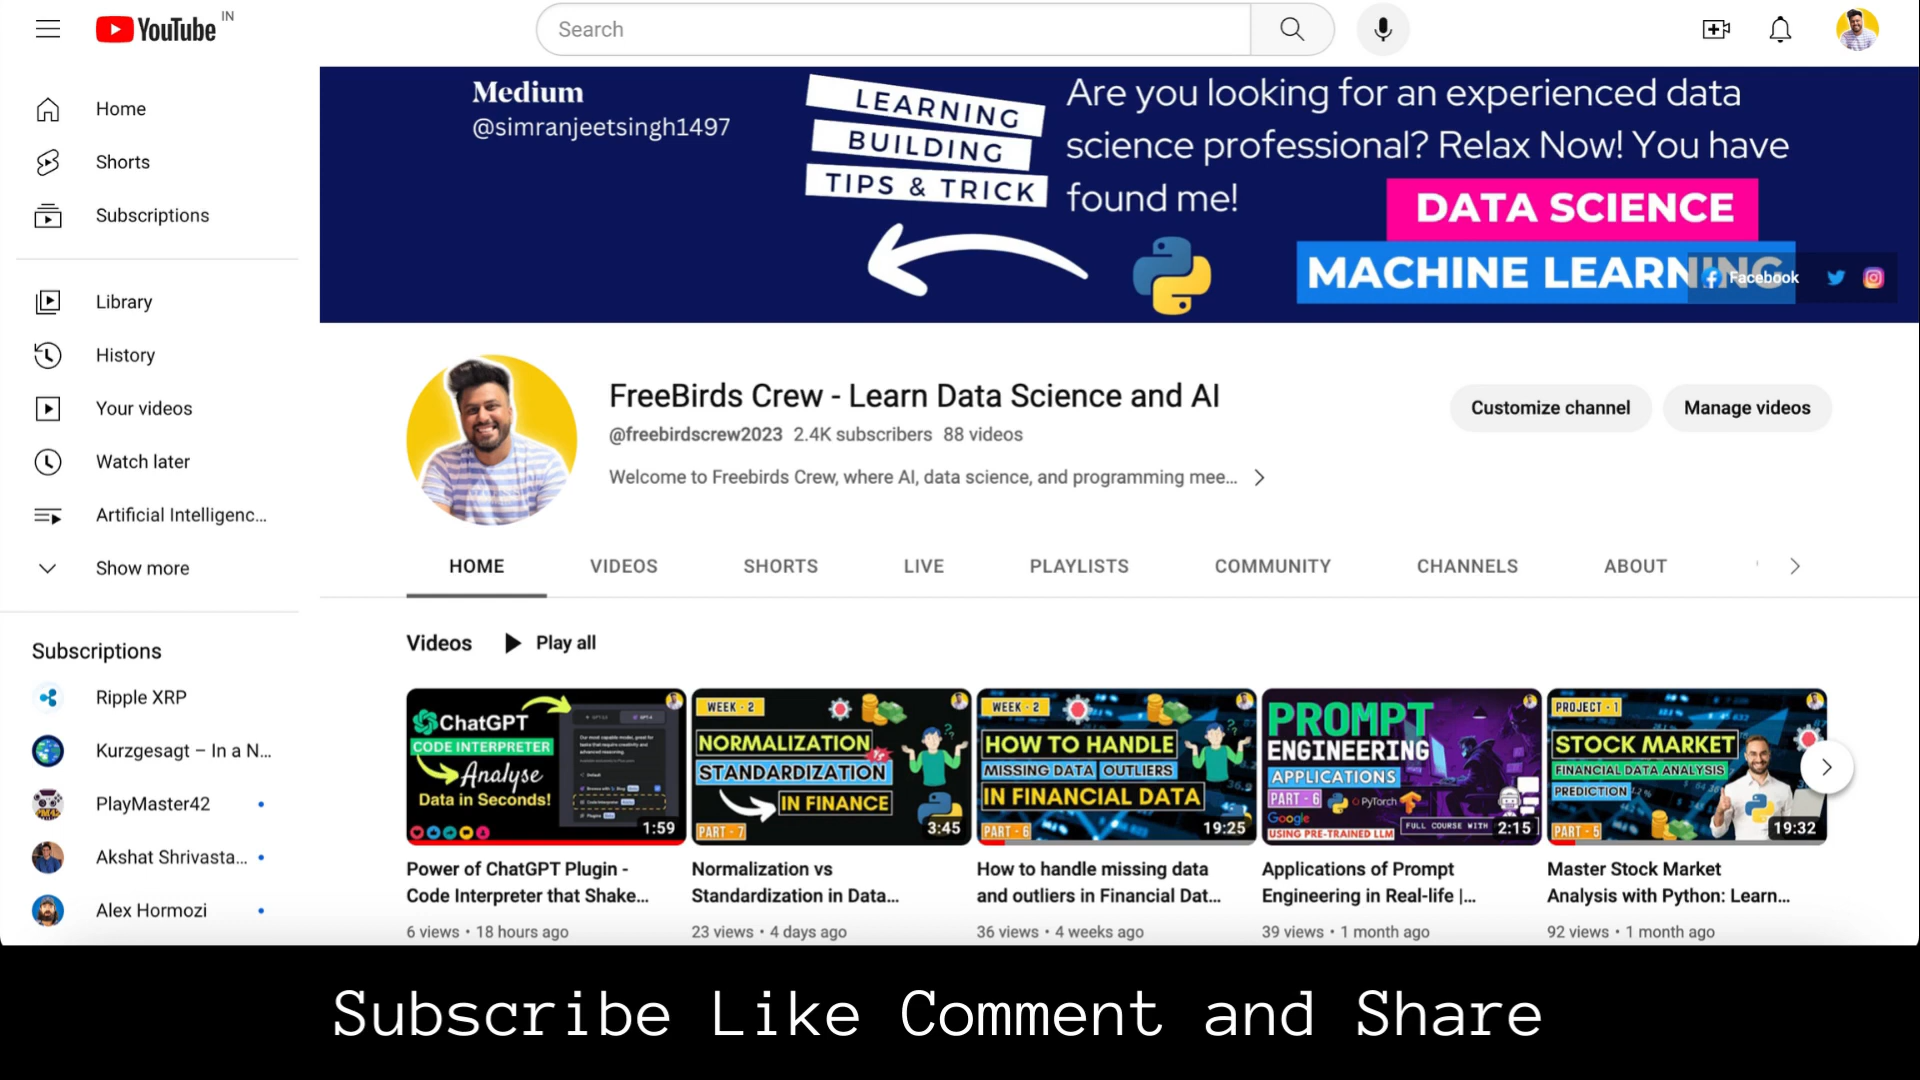 YouTube IN
Search
Home
Shorts
Subscriptions
Library
History
Your videos
Watch later
Artificial Intelligenc...
Show more
Subscriptions
Ripple XRP
Kurzgesagt – In a N...
PlayMaster42
Akshat Shrivasta...
Alex Hormozi
Medium
@simranjeetsingh1497
LEARNING
BUILDING
TIPS & TRICK
Are you looking for an experienced data
science professional? Relax Now! You have
found me!
DATA SCIENCE
MACHINE LEARNING
Facebook
FreeBirds Crew - Learn Data Science and AI
@freebirdscrew2023 2.4K subscribers 88 videos
Welcome to Freebirds Crew, where AI, data science, and programming mee...
Customize channel
Manage videos
HOME VIDEOS SHORTS LIVE PLAYLISTS COMMUNITY CHANNELS ABOUT
Videos Play all
ChatGPT
CODE INTERPRETER
Analyse
Data in Seconds!
1:59
Power of ChatGPT Plugin -
Code Interpreter that Shake...
6 views • 18 hours ago
WEEK - 2
NORMALIZATION
VS
STANDARDIZATION
IN FINANCE
PART - 7
3:45
Normalization vs
Standardization in Data...
23 views • 4 days ago
WEEK - 2
HOW TO HANDLE
MISSING DATA OUTLIERS
IN FINANCIAL DATA
PART - 6
19:25
How to handle missing data
and outliers in Financial Dat...
36 views • 4 weeks ago
PROMPT
ENGINEERING
APPLICATIONS
PART - 6 PyTorch
Google
USING PRE-TRAINED LLM
FULL COURSE WITH
2:15
Applications of Prompt
Engineering in Real-life |...
39 views • 1 month ago
PROJECT - 1
STOCK MARKET
FINANCIAL DATA ANALYSIS
PREDICTION
PART - 5
19:32
Master Stock Market
Analysis with Python: Learn...
92 views • 1 month ago
Subscribe Like Comment and Share